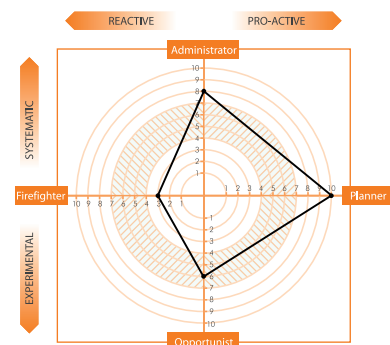 REACTIVE PRO-ACTIVE
Administrator
10
9
8
7
6
5
4
3
2
1
SYSTEMATIC
Firefighter
Planner
1 2 3 4 5 6 7 8 9 10
10 9 8 7 6 5 4 3 2 1
EXPERIMENTAL
1
2
3
4
5
6
7
8
9
10
Opportunist